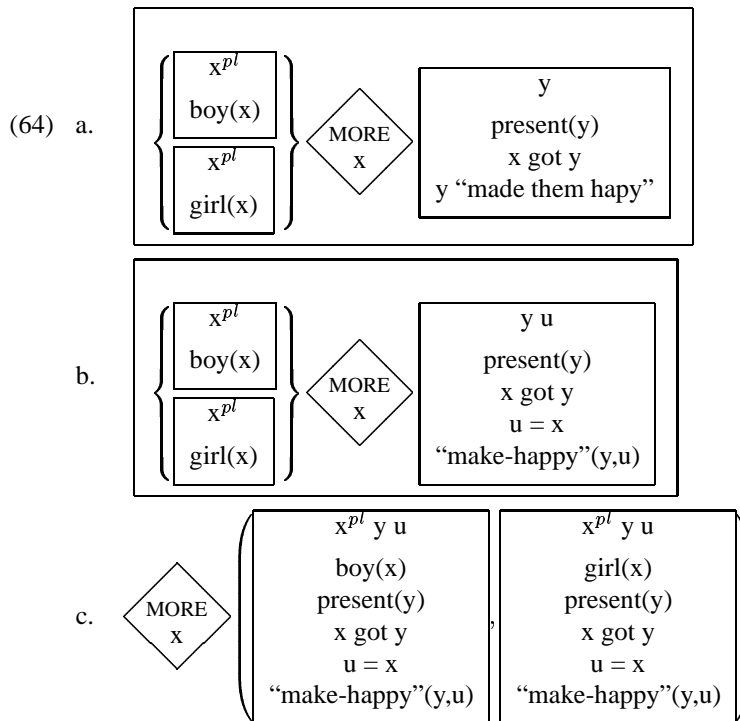 (64) a.
x^pl
boy(x)
x^pl
girl(x)
MORE
x
y
present(y)
x got y
y “made them hapy”
b.
x^pl
boy(x)
x^pl
girl(x)
MORE
x
y u
present(y)
x got y
u = x
“make-happy”(y,u)
c.
MORE
x
x^pl y u
boy(x)
present(y)
x got y
u = x
“make-happy”(y,u)
,
x^pl y u
girl(x)
present(y)
x got y
u = x
“make-happy”(y,u)